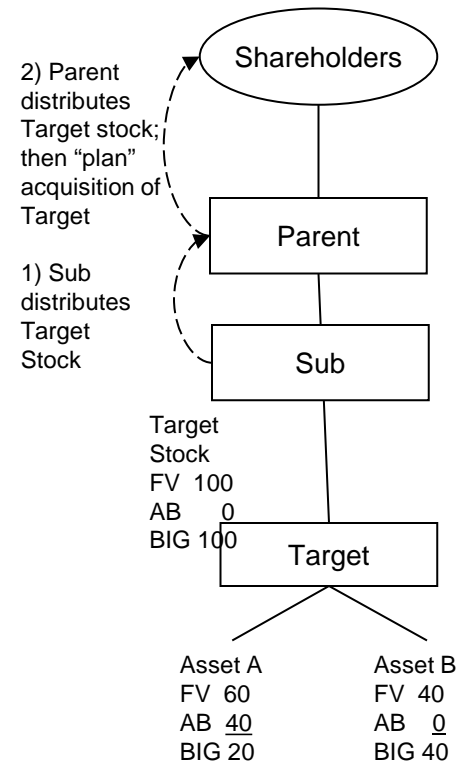 Shareholders
2) Parent
distributes
Target stock;
then “plan”
acquisition of
Target
Parent
1) Sub
distributes
Target
Stock
Sub
Target
Stock
FV 100
AB 0
BIG 100
Target
Asset A
FV 60
AB 40
BIG 20
Asset B
FV 40
AB 0
BIG 40